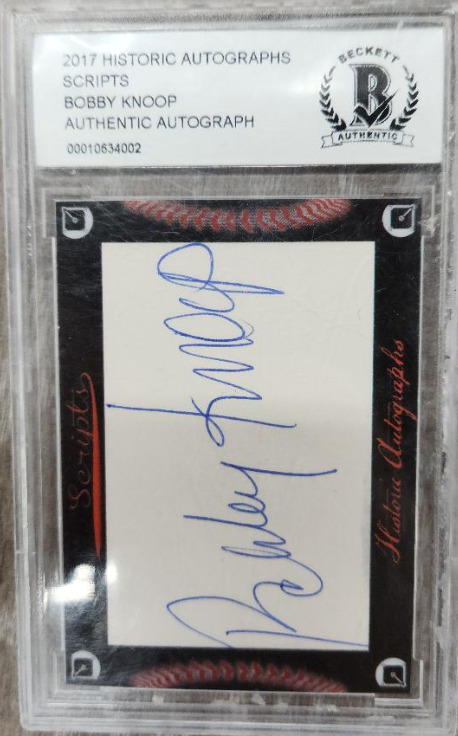 2017 HISTORIC AUTOGRAPHS
SCRIPTS
BOBBY KNOOP
AUTHENTIC AUTOGRAPH
00010634002
BECKETT
B
AUTHENTIC
Scripts
Bobby Knoop
Historic Autographs